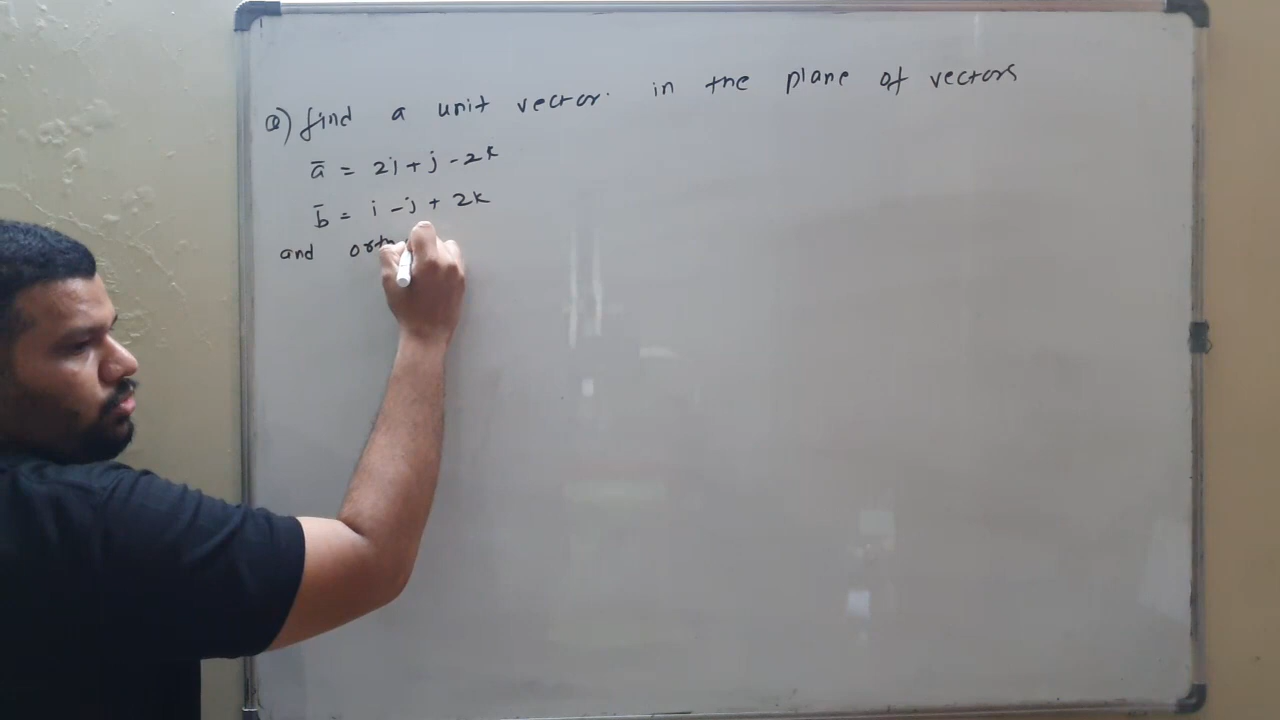 Q) find a unit vector. in the plane of vectors
a̅ = 2i + j - 2k
b̅ = i - j + 2k
and orth